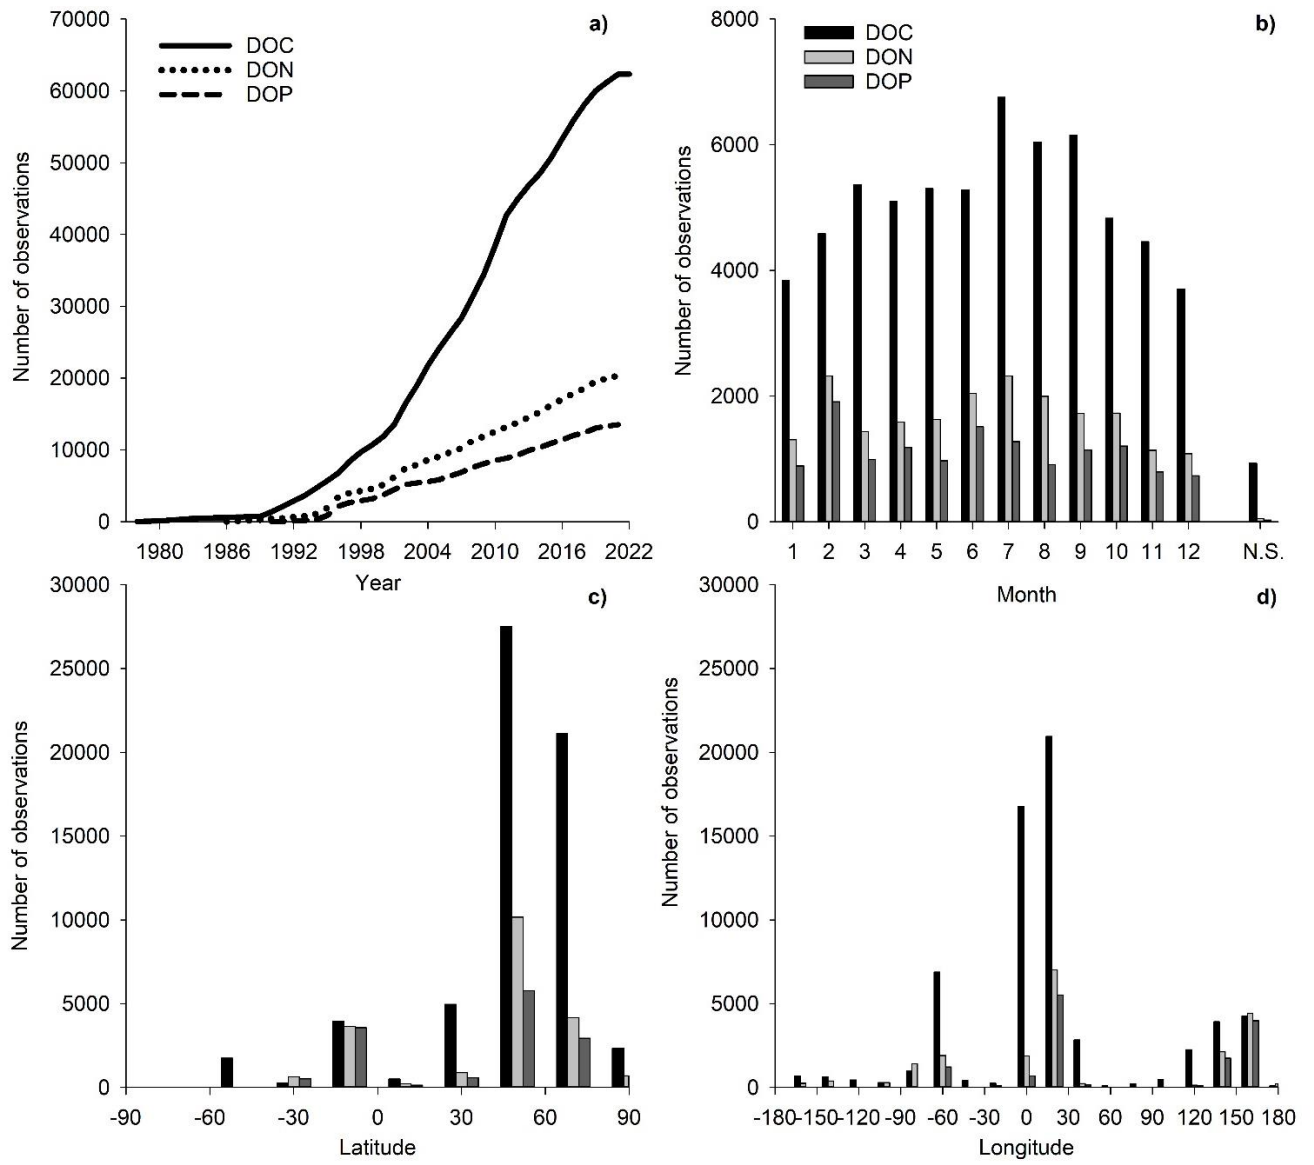 a)
DOC
DON
DOP
Number of observations
70000
60000
50000
40000
30000
20000
10000
0
1980 1986 1992 1998 2004 2010 2016 2022
Year
b)
DOC
DON
DOP
Number of observations
8000
6000
4000
2000
0
1 2 3 4 5 6 7 8 9 10 11 12 N.S.
Month
c)
Number of observations
30000
25000
20000
15000
10000
5000
0
-90 -60 -30 0 30 60 90
Latitude
d)
Number of observations
30000
25000
20000
15000
10000
5000
0
-180 -150 -120 -90 -60 -30 0 30 60 90 120 150 180
Longitude